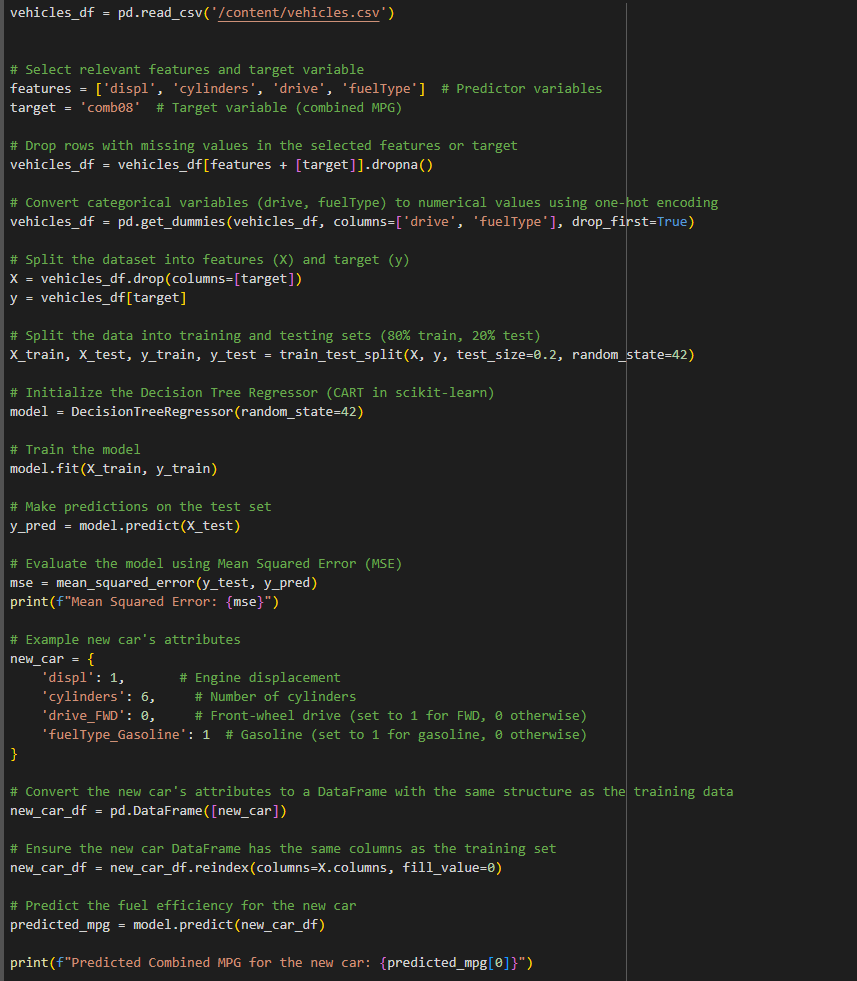 vehicles_df = pd.read_csv('/content/vehicles.csv')
# Select relevant features and target variable
features = ['displ', 'cylinders', 'drive', 'fuelType']  # Predictor variables
target = 'comb08'  # Target variable (combined MPG)
# Drop rows with missing values in the selected features or target
vehicles_df = vehicles_df[features + [target]].dropna()
# Convert categorical variables (drive, fuelType) to numerical values using one-hot encoding
vehicles_df = pd.get_dummies(vehicles_df, columns=['drive', 'fuelType'], drop_first=True)
# Split the dataset into features (X) and target (y)
X = vehicles_df.drop(columns=[target])
y = vehicles_df[target]
# Split the data into training and testing sets (80% train, 20% test)
X_train, X_test, y_train, y_test = train_test_split(X, y, test_size=0.2, random_state=42)
# Initialize the Decision Tree Regressor (CART in scikit-learn)
model = DecisionTreeRegressor(random_state=42)
# Train the model
model.fit(X_train, y_train)
# Make predictions on the test set
y_pred = model.predict(X_test)
# Evaluate the model using Mean Squared Error (MSE)
mse = mean_squared_error(y_test, y_pred)
print(f"Mean Squared Error: {mse}")
# Example new car's attributes
new_car = {
    'displ': 1,       # Engine displacement
    'cylinders': 6,     # Number of cylinders
    'drive_FWD': 0,     # Front-wheel drive (set to 1 for FWD, 0 otherwise)
    'fuelType_Gasoline': 1  # Gasoline (set to 1 for gasoline, 0 otherwise)
}
# Convert the new car's attributes to a DataFrame with the same structure as the training data
new_car_df = pd.DataFrame([new_car])
# Ensure the new car DataFrame has the same columns as the training set
new_car_df = new_car_df.reindex(columns=X.columns, fill_value=0)
# Predict the fuel efficiency for the new car
predicted_mpg = model.predict(new_car_df)
print(f"Predicted Combined MPG for the new car: {predicted_mpg[0]}")